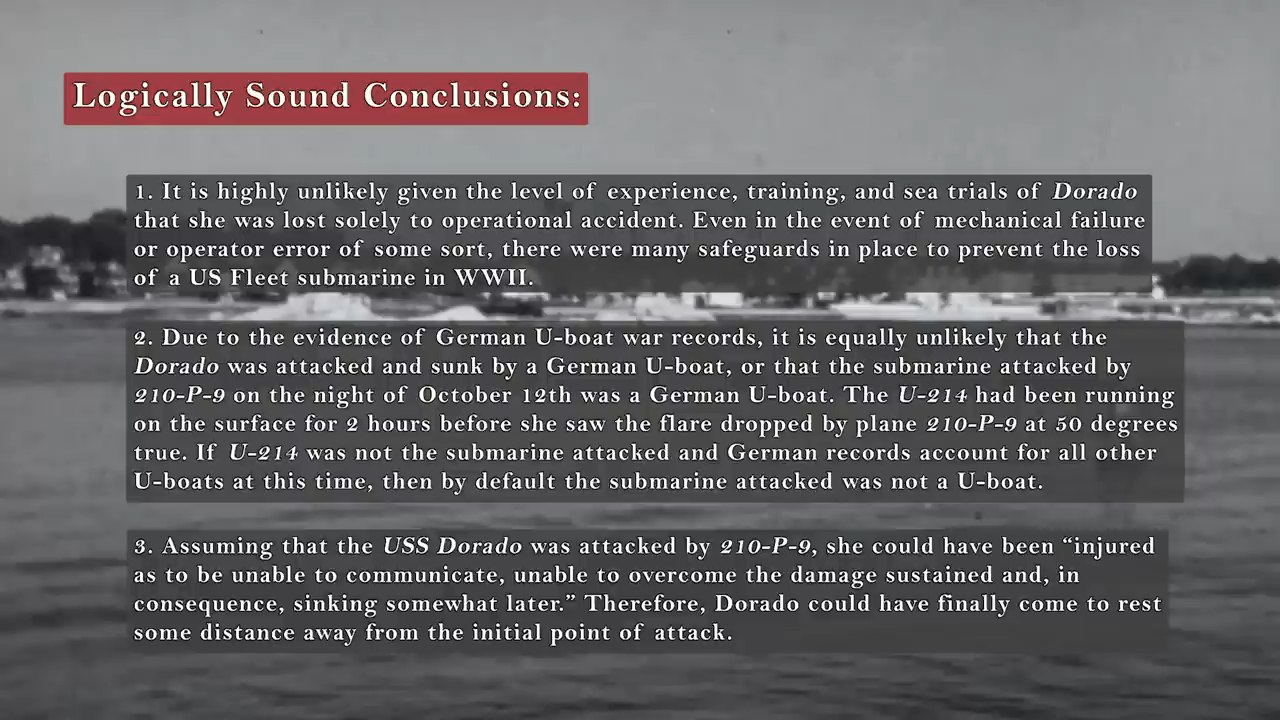 Logically Sound Conclusions:
1. It is highly unlikely given the level of experience, training, and sea trials of Dorado
that she was lost solely to operational accident. Even in the event of mechanical failure
or operator error of some sort, there were many safeguards in place to prevent the loss
of a US Fleet submarine in WWII.
2. Due to the evidence of German U-boat war records, it is equally unlikely that the
Dorado was attacked and sunk by a German U-boat, or that the submarine attacked by
210-P-9 on the night of October 12th was a German U-boat. The U-214 had been running
on the surface for 2 hours before she saw the flare dropped by plane 210-P-9 at 50 degrees
true. If U-214 was not the submarine attacked and German records account for all other
U-boats at this time, then by default the submarine attacked was not a U-boat.
3. Assuming that the USS Dorado was attacked by 210-P-9, she could have been “injured
as to be unable to communicate, unable to overcome the damage sustained and, in
consequence, sinking somewhat later.” Therefore, Dorado could have finally come to rest
some distance away from the initial point of attack.